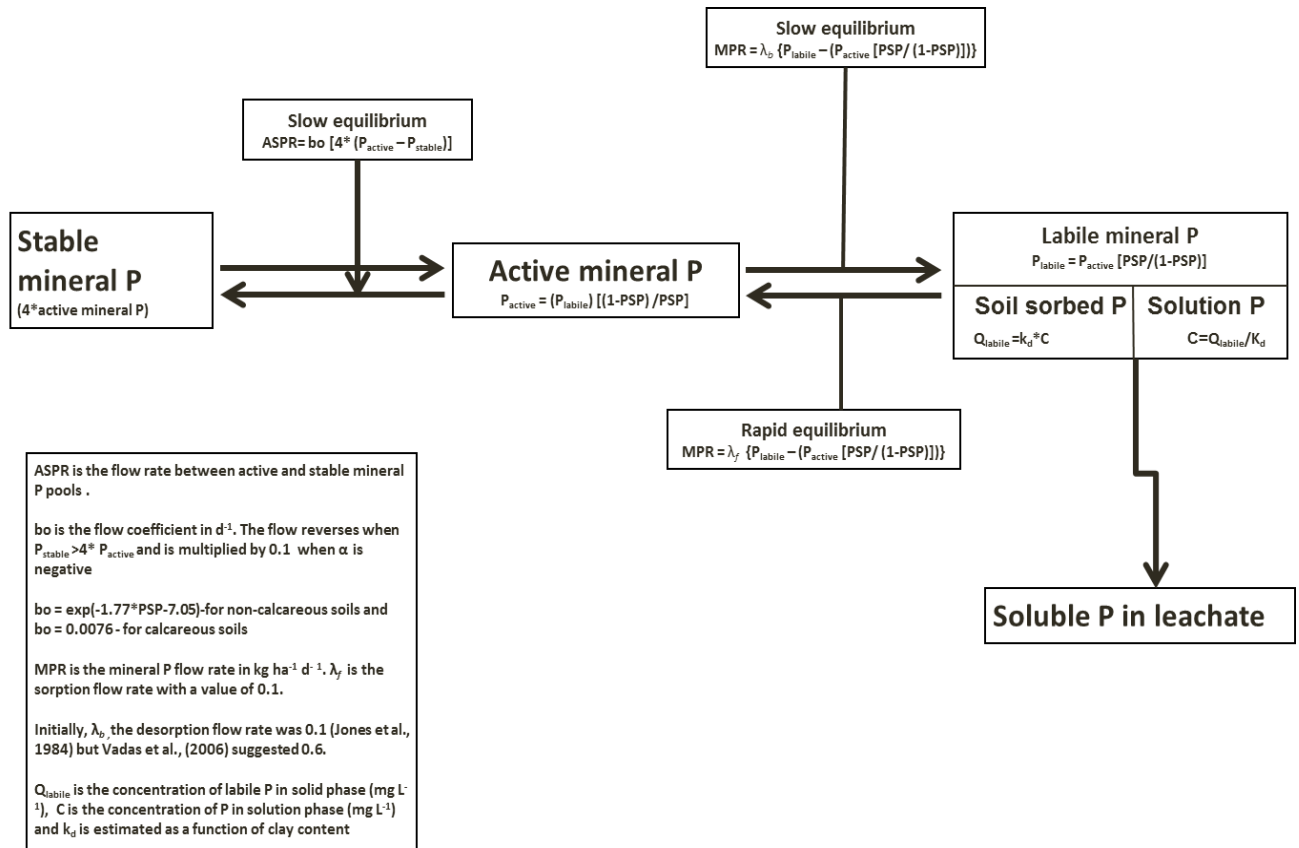 Slow equilibrium
MPR = λb {Plabile – (Pactive [PSP/ (1-PSP)])}
Slow equilibrium
ASPR= bo [4* (Pactive – Pstable)]
Stable
mineral P
(4*active mineral P)
Active mineral P
Pactive = (Plabile) [(1-PSP) /PSP]
Labile mineral P
Plabile = Pactive [PSP/(1-PSP)]
Soil sorbed P
Qlabile =kd*C
Solution P
C=Qlabile/Kd
Rapid equilibrium
MPR = λf {Plabile – (Pactive [PSP/ (1-PSP)])}
Soluble P in leachate
ASPR is the flow rate between active and stable mineral
P pools .
bo is the flow coefficient in d-1. The flow reverses when
Pstable >4* Pactive and is multiplied by 0.1 when α is
negative
bo = exp(-1.77*PSP-7.05)-for non-calcareous soils and
bo = 0.0076 - for calcareous soils
MPR is the mineral P flow rate in kg ha-1 d- 1. λf is the
sorption flow rate with a value of 0.1.
Initially, λb , the desorption flow rate was 0.1 (Jones et al.,
1984) but Vadas et al., (2006) suggested 0.6.
Qlabile is the concentration of labile P in solid phase (mg L-
1), C is the concentration of P in solution phase (mg L-1)
and kd is estimated as a function of clay content